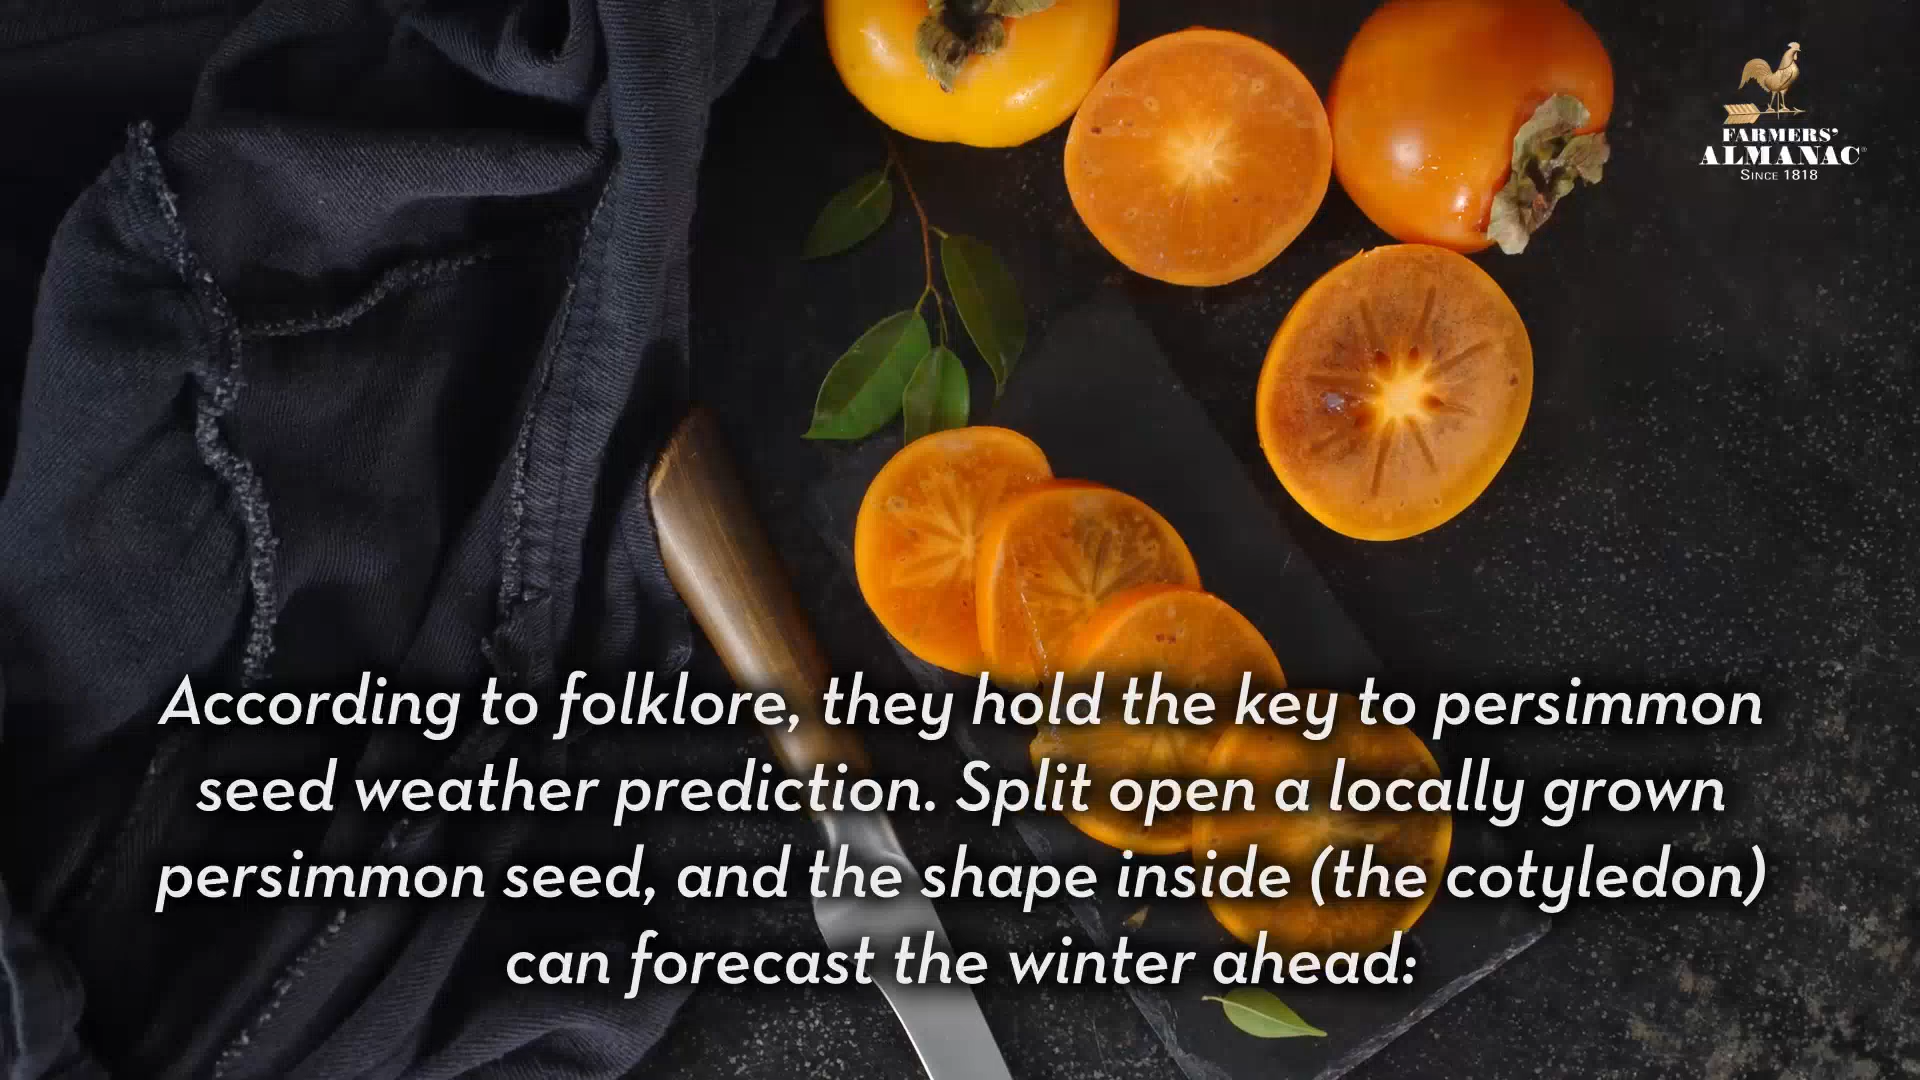 FARMERS'
ALMANAC®
SINCE 1818
According to folklore, they hold the key to persimmon
seed weather prediction. Split open a locally grown
persimmon seed, and the shape inside (the cotyledon)
can forecast the winter ahead: